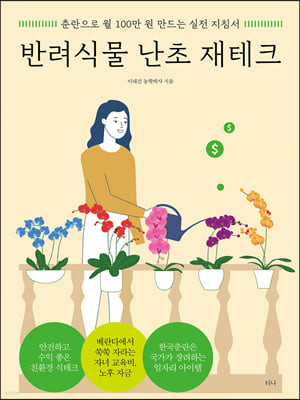 춘란으로 월 100만 원 만드는 실전 지침서
반려식물 난초 재테크
이대건 농학박사 지음
$
$
안전하고
수익 좋은
친환경 식테크
베란다에서
쑥쑥 자라는
자녀 교육비,
노후 자금
한국춘란은
국가가 장려하는
일자리 아이템
디나